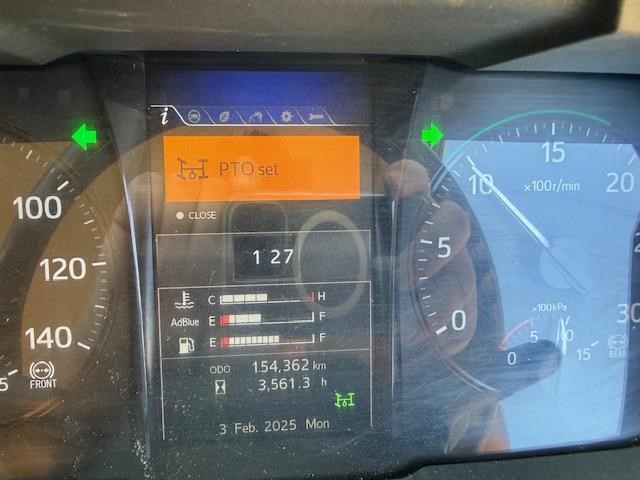 i
PTO set
CLOSE
1 27
C H
AdBlue E F
E F
ODO 154,362 km
3,561.3 h
3 Feb. 2025 Mon
100
120
140
FRONT
0
5
10
15
20
×100r/min
×100kPa
0
5
10
15
30
REAR